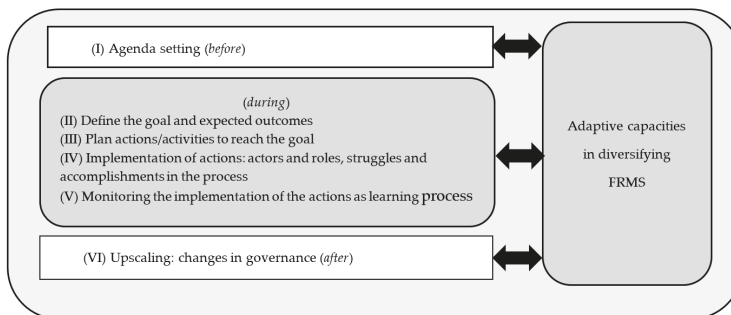 (I) Agenda setting (before)
(during)
(II) Define the goal and expected outcomes
(III) Plan actions/activities to reach the goal
(IV) Implementation of actions: actors and roles, struggles and
accomplishments in the process
(V) Monitoring the implementation of the actions as learning process
(VI) Upscaling: changes in governance (after)
Adaptive capacities
in diversifying
FRMS